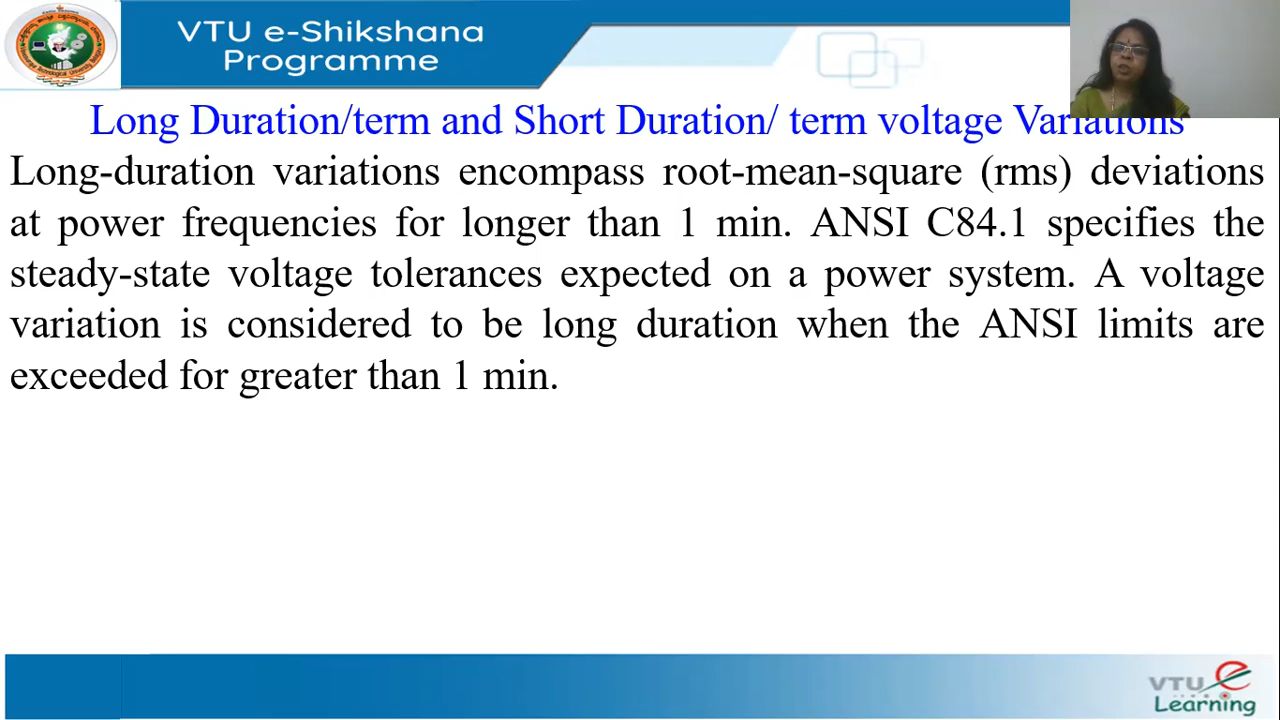 VTU e-Shikshana
Programme
Long Duration/term and Short Duration/ term voltage Variations
Long-duration variations encompass root-mean-square (rms) deviations
at power frequencies for longer than 1 min. ANSI C84.1 specifies the
steady-state voltage tolerances expected on a power system. A voltage
variation is considered to be long duration when the ANSI limits are
exceeded for greater than 1 min.
VTU e
Learning